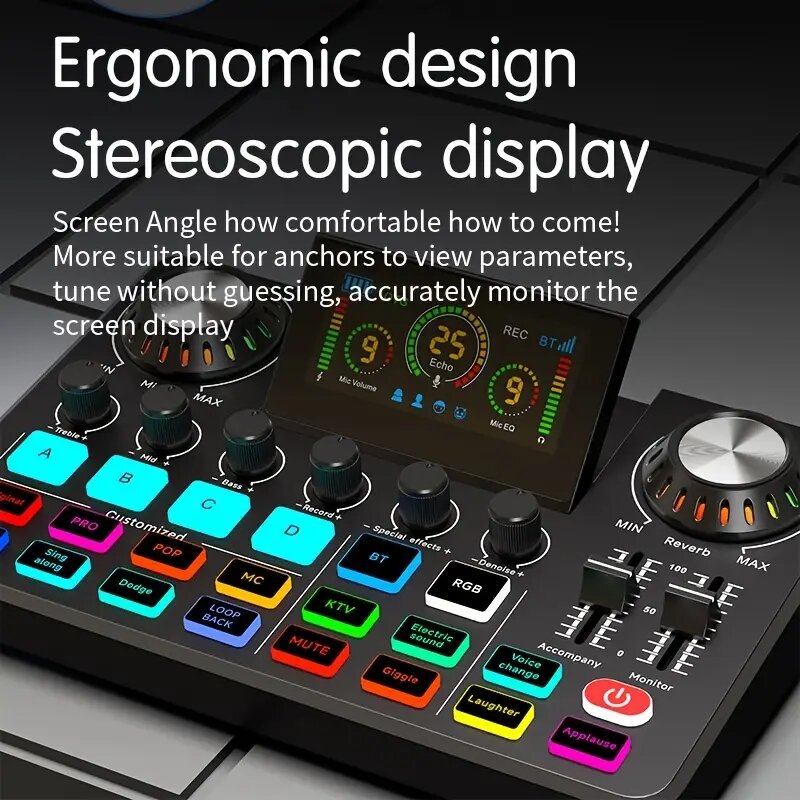 Ergonomic design
Stereoscopic display
Screen Angle how comfortable how to come!
More suitable for anchors to view parameters,
tune without guessing, accurately monitor the
screen display
REC
BT
9
25
Echo
9
Mic Volume
Mic EQ
MAX
- Treble +
- Mid +
- Bass +
- Record +
- Special effects +
- Denoise +
MIN
Reverb
MAX
A
B
C
D
Customized
PRO
POP
MC
BT
RGB
Sing
along
Dodge
LOOP
BACK
KTV
Electric
sound
Voice
change
MUTE
Giggle
Laughter
Applause
100
50
0
Accompany
Monitor